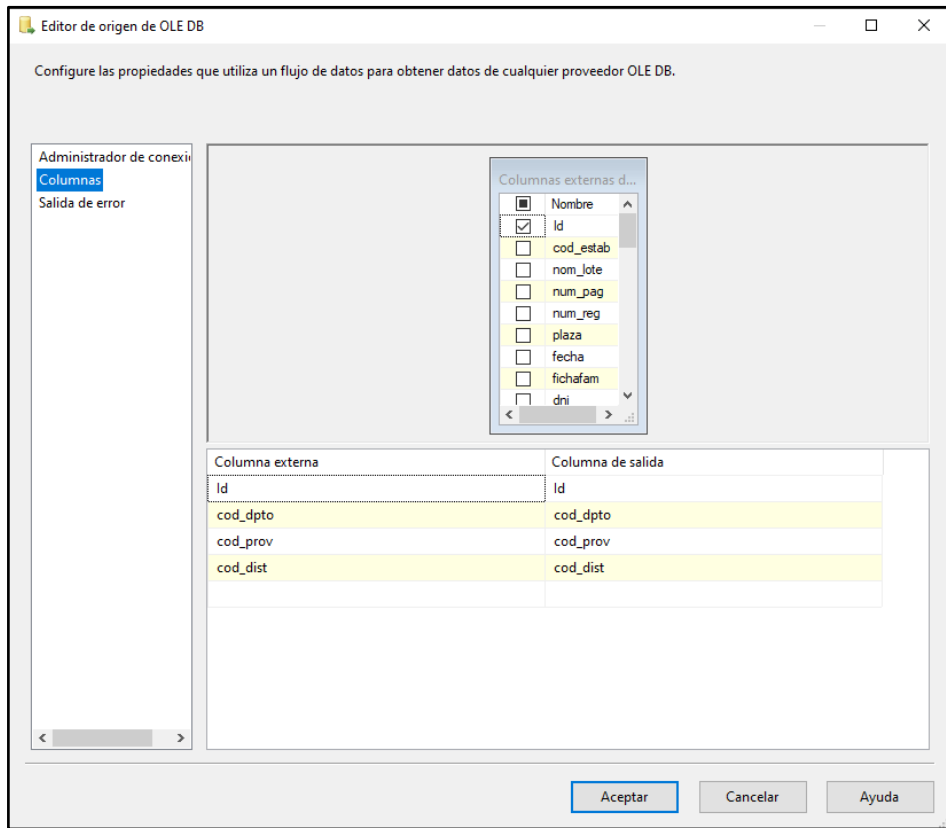 Editor de origen de OLE DB
Configure las propiedades que utiliza un flujo de datos para obtener datos de cualquier proveedor OLE DB.
Administrador de conexi
Columnas
Salida de error
Columnas externas d...
Nombre
Id
cod_estab
nom_lote
num_pag
num_reg
plaza
fecha
fichafam
dni
Columna externa Columna de salida
Id Id
cod_dpto cod_dpto
cod_prov cod_prov
cod_dist cod_dist
Aceptar Cancelar Ayuda